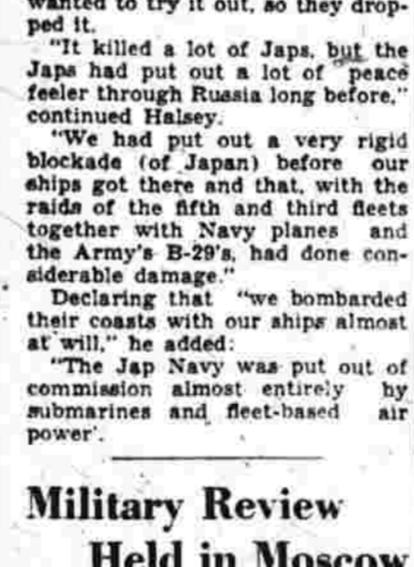 wanted to try it out, so they drop-
ped it.
"It killed a lot of Japs, but the
Japs had put out a lot of peace
feeler through Russia long before,"
continued Halsey.
"We had put out a very rigid
blockade (of Japan) before our
ships got there and that, with the
raids of the fifth and third fleets
together with Navy planes and
the Army's B-29's, had done con-
siderable damage."
Declaring that "we bombarded
their coasts with our ships almost
at will," he added:
"The Jap Navy was put out of
commission almost entirely by
submarines and fleet-based air
power'.
Military Review
Held in Moscow